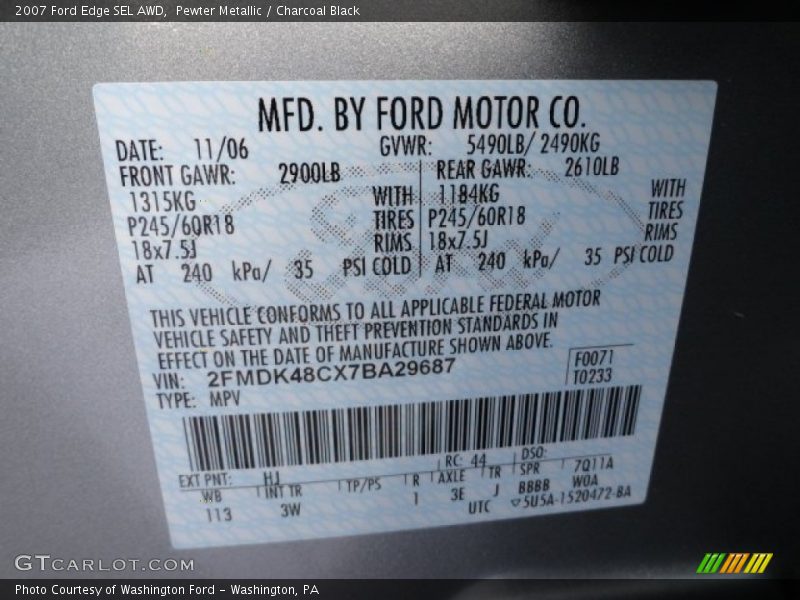 2007 Ford Edge SEL AWD, Pewter Metallic / Charcoal Black
MFD. BY FORD MOTOR CO.
DATE: 11/06 GVWR: 5490LB/ 2490KG
FRONT GAWR: 2900LB REAR GAWR: 2610LB
1315KG WITH 1184KG WITH
P245/60R18 TIRES P245/60R18 TIRES
18x7.5J RIMS 18x7.5J RIMS
AT 240 kPa/ 35 PSI COLD AT 240 kPa/ 35 PSI COLD
THIS VEHICLE CONFORMS TO ALL APPLICABLE FEDERAL MOTOR
VEHICLE SAFETY AND THEFT PREVENTION STANDARDS IN
EFFECT ON THE DATE OF MANUFACTURE SHOWN ABOVE.
VIN: 2FMDK48CX7BA29687 F0071
TYPE: MPV T0233
EXT PNT: HJ RC: 44 DSO:
WB INT TR TP/PS R AXLE TR SPR 7Q11A
113 3W 1 3E J BBBB WOA
UTC ▽5U5A-1520472-BA
GTCARLOT.COM
Photo Courtesy of Washington Ford - Washington, PA